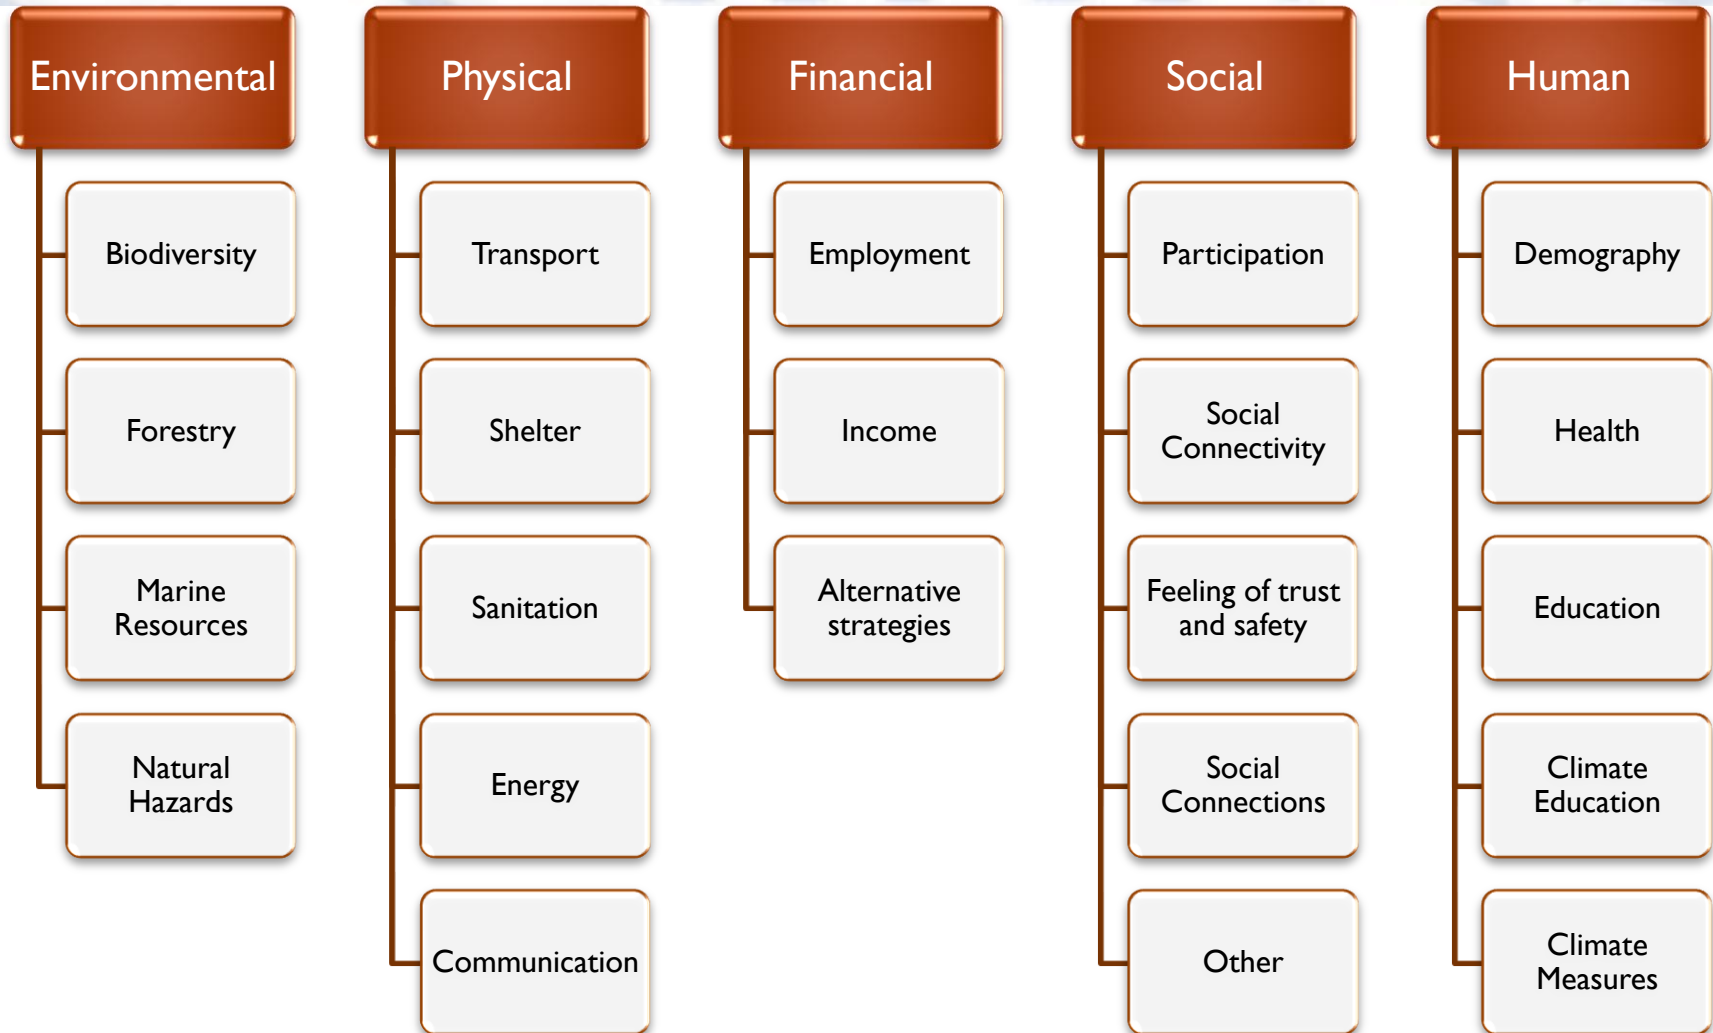 Environmental
Biodiversity
Forestry
Marine
Resources
Natural
Hazards
Physical
Transport
Shelter
Sanitation
Energy
Communication
Financial
Employment
Income
Alternative
strategies
Social
Participation
Social
Connectivity
Feeling of trust
and safety
Social
Connections
Other
Human
Demography
Health
Education
Climate
Education
Climate
Measures